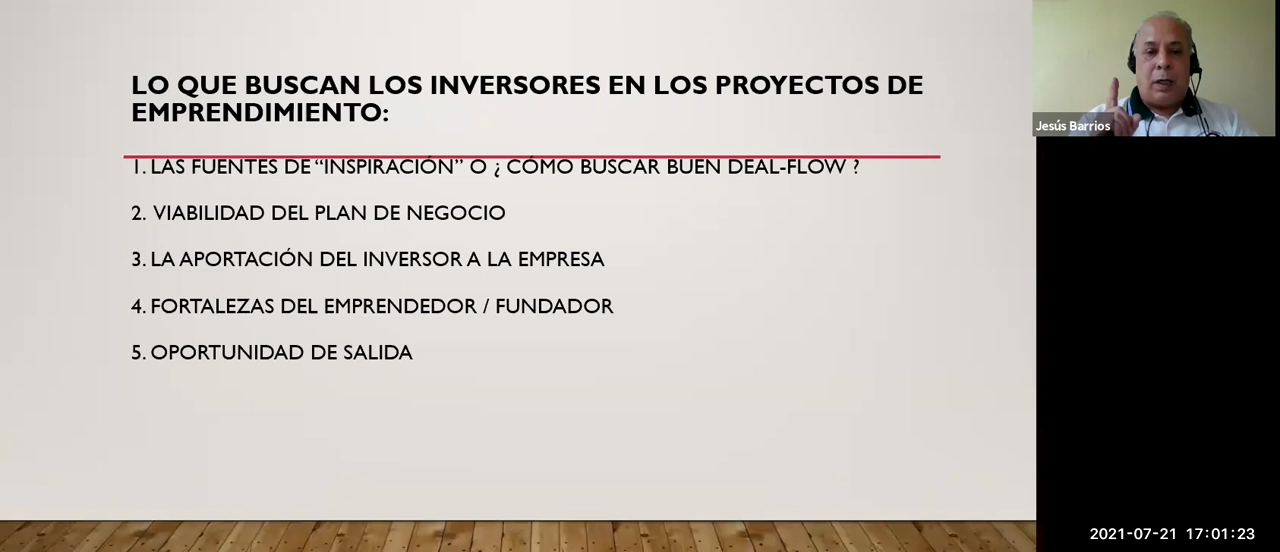 LO QUE BUSCAN LOS INVERSORES EN LOS PROYECTOS DE
EMPRENDIMIENTO:
1. LAS FUENTES DE “INSPIRACIÓN” O ¿ CÓMO BUSCAR BUEN DEAL-FLOW ?
2. VIABILIDAD DEL PLAN DE NEGOCIO
3. LA APORTACIÓN DEL INVERSOR A LA EMPRESA
4. FORTALEZAS DEL EMPRENDEDOR / FUNDADOR
5. OPORTUNIDAD DE SALIDA
Jesús Barrios
2021-07-21 17:01:23